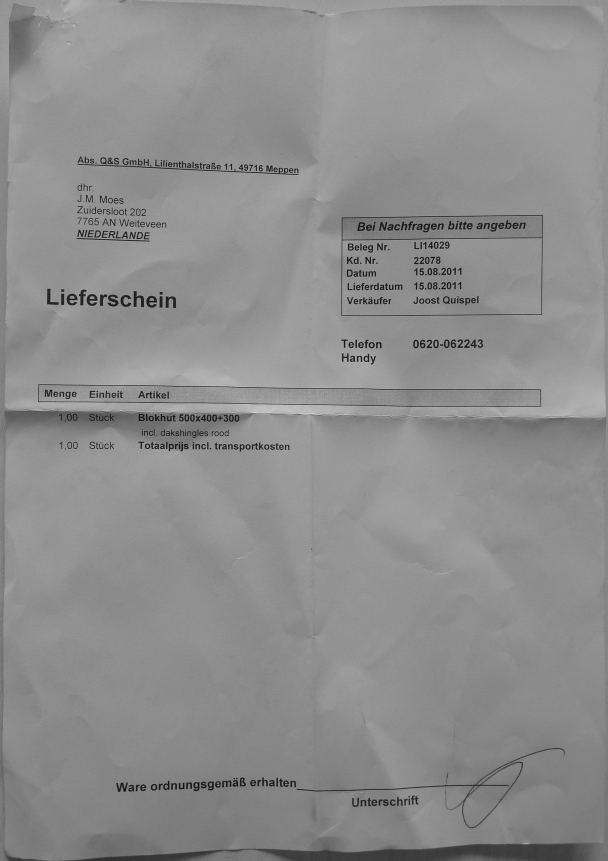 Abs. Q&S GmbH, Lilienthalstraße 11, 49716 Meppen
dhr.
J.M. Moes
Zuidersloot 202
7765 AN Weiteveen
NIEDERLANDE
Bei Nachfragen bitte angeben
Beleg Nr. LI14029
Kd. Nr. 22078
Datum 15.08.2011
Lieferdatum 15.08.2011
Verkäufer Joost Quispel
Lieferschein
Telefon 0620-062243
Handy
Menge Einheit Artikel
1,00 Stück Blokhut 500x400+300
incl. dakshingles rood
1,00 Stück Totaalprijs incl. transportkosten
Ware ordnungsgemäß erhalten
Unterschrift